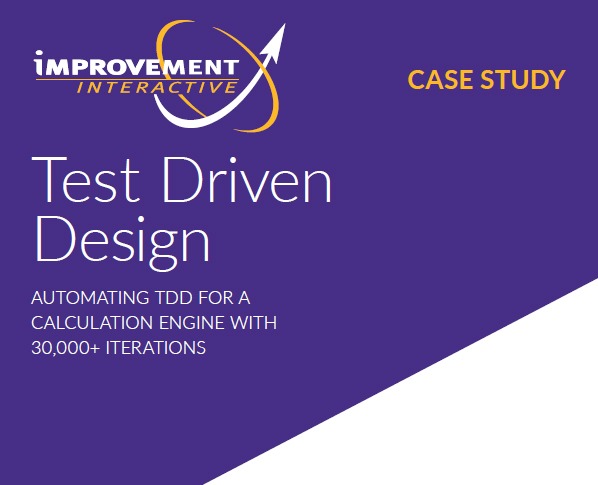 iMPROVEMENT
INTERACTIVE
CASE STUDY
Test Driven
Design
AUTOMATING TDD FOR A
CALCULATION ENGINE WITH
30,000+ ITERATIONS